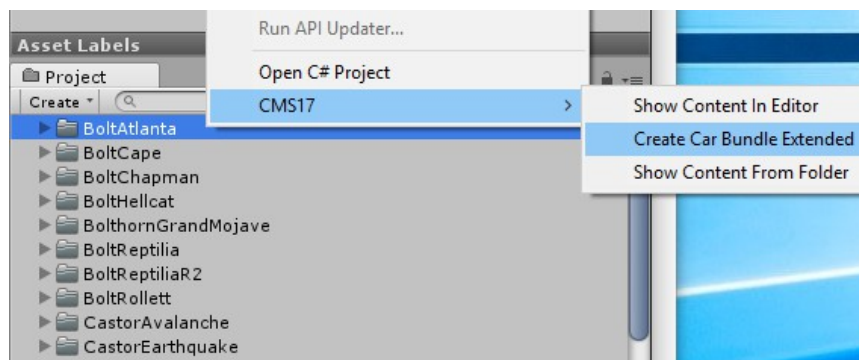 Run API Updater...
Asset Labels
Project
Open C# Project
Create
CMS17
Show Content In Editor
Create Car Bundle Extended
Show Content From Folder
BoltAtlanta
BoltCape
BoltChapman
BoltHellcat
BolthornGrandMojave
BoltReptilia
BoltReptiliaR2
BoltRollett
CastorAvalanche
CastorEarthquake